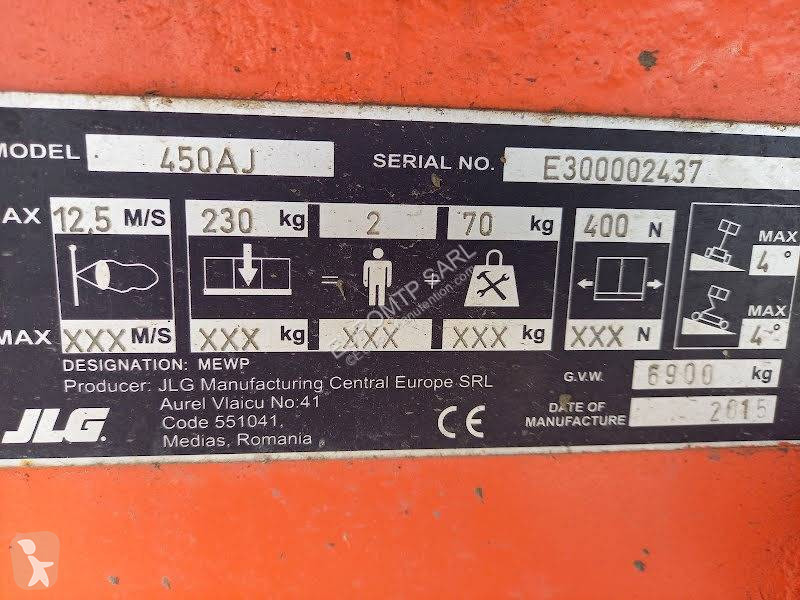 MODEL 450AJ SERIAL NO. E300002437
MAX 12,5 M/S 230 kg 2 70 kg 400 N MAX 4°
= +
MAX 4°
MAX XXX M/S XXX kg XXX XXX kg XXX N
DESIGNATION: MEWP
Producer: JLG Manufacturing Central Europe SRL
Aurel Vlaicu No:41
Code 551041,
Medias, Romania
JLG.
CE
G.V.W. 6900 kg
DATE OF MANUFACTURE 2015
EUROMTP SARL